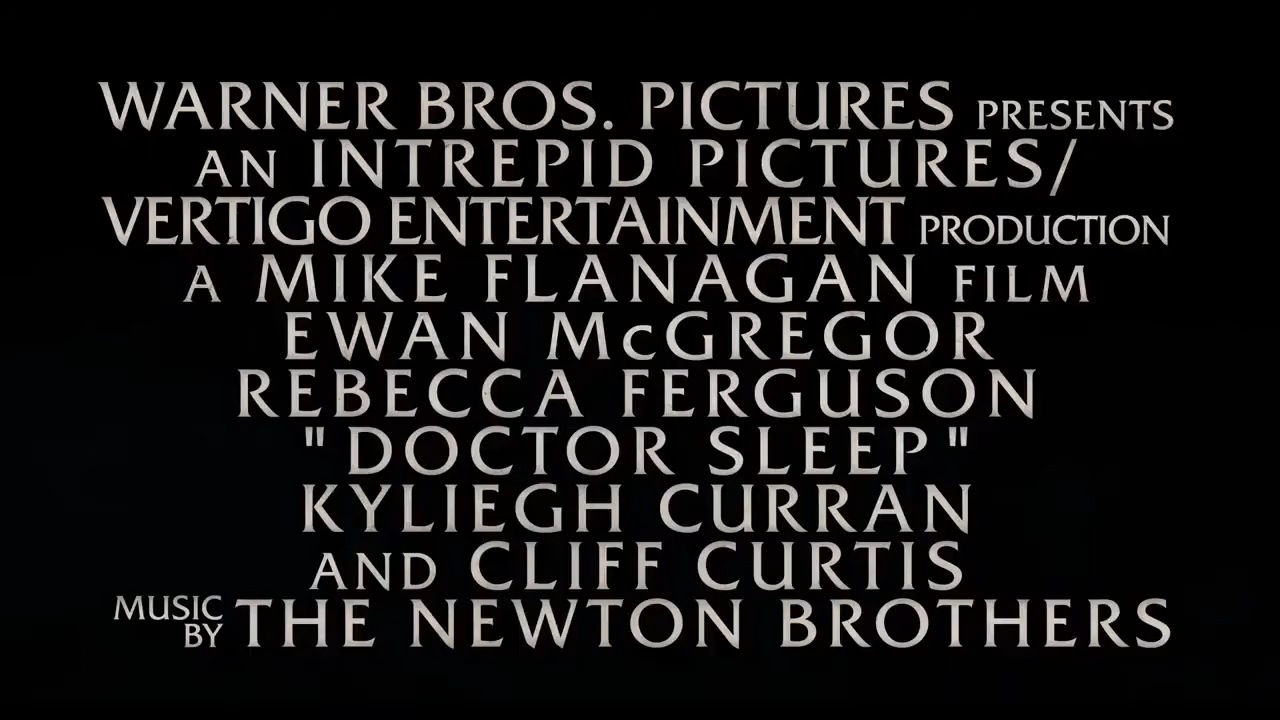 WARNER BROS. PICTURES PRESENTS
AN INTREPID PICTURES/
VERTIGO ENTERTAINMENT PRODUCTION
A MIKE FLANAGAN FILM
EWAN McGREGOR
REBECCA FERGUSON
"DOCTOR SLEEP"
KYLIEGH CURRAN
AND CLIFF CURTIS
MUSIC BY THE NEWTON BROTHERS